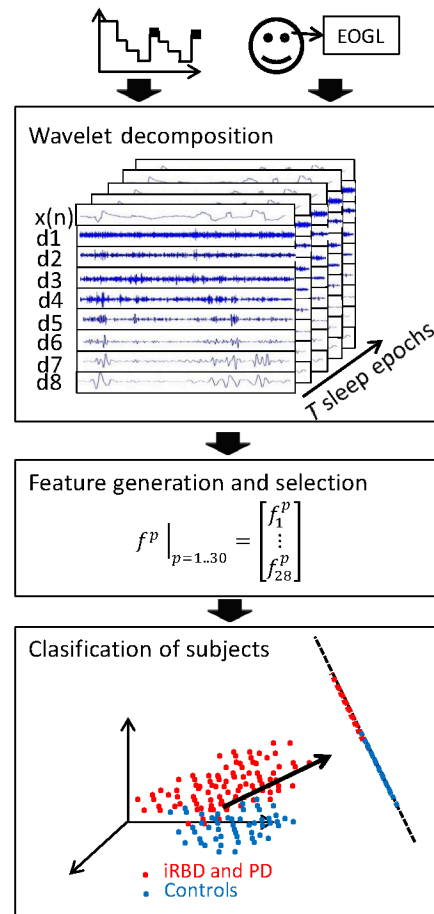 EOGL
Wavelet decomposition
x(n)
d1
d2
d3
d4
d5
d6
d7
d8
T sleep epochs
Feature generation and selection
f^p |_{p=1..30} = [f_1^p ⋮ f_28^p]
Clasification of subjects
iRBD and PD
Controls